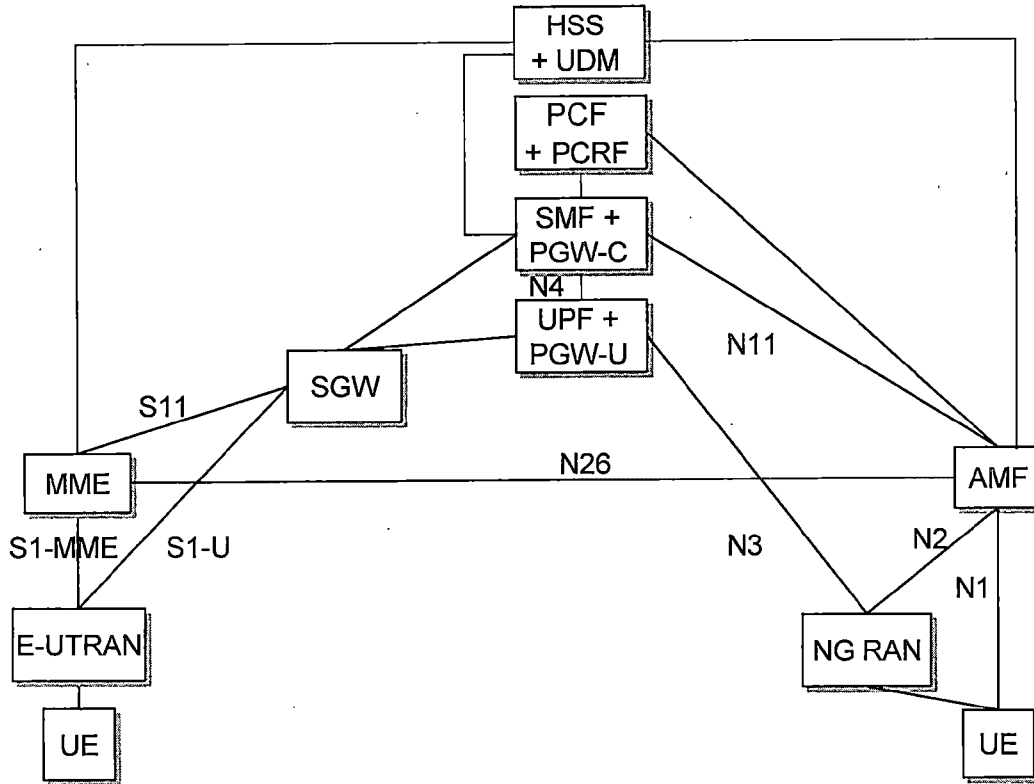 HSS
+ UDM
PCF
+ PCRF
SMF +
PGW-C
N4
UPF +
PGW-U
N11
SGW
S11
MME
N26
AMF
S1-MME
S1-U
N3
N2
N1
E-UTRAN
NG RAN
UE
UE